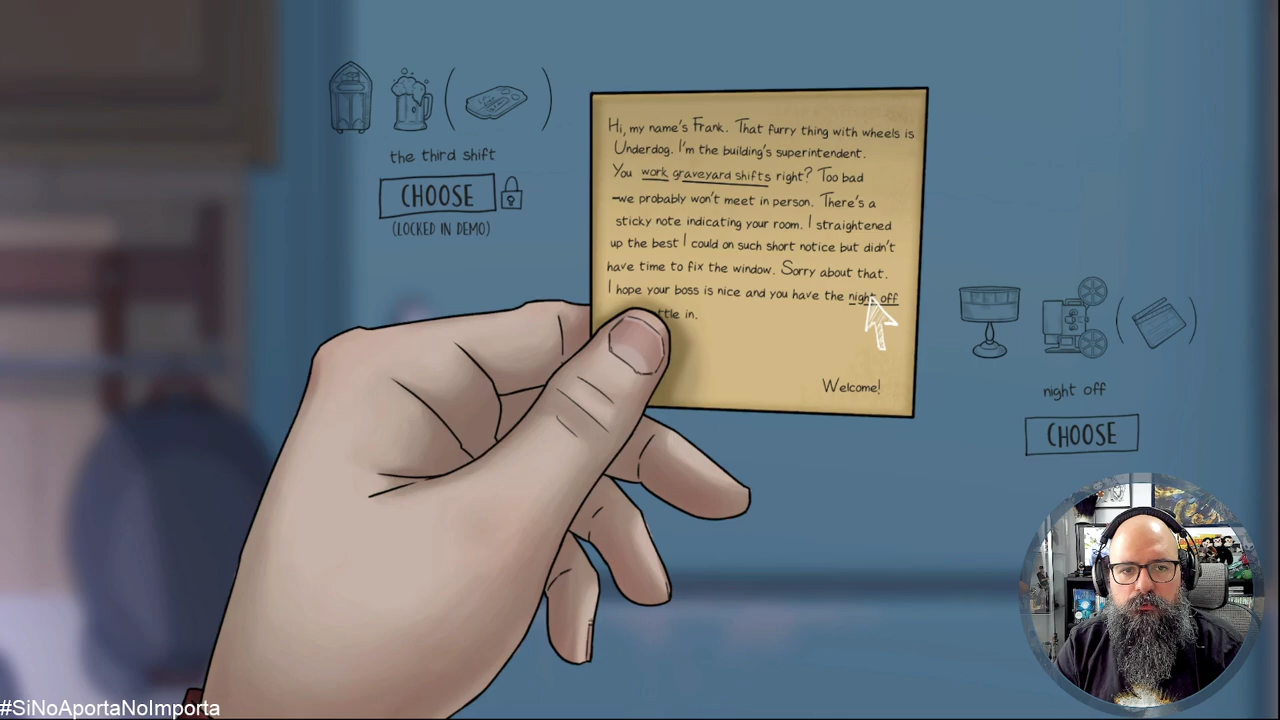 the third shift
CHOOSE
(LOCKED IN DEMO)
Hi, my name's Frank. That furry thing with wheels is
Underdog. I'm the building's superintendent.
You work graveyard shifts right? Too bad
-we probably won't meet in person. There's a
sticky note indicating your room. I straightened
up the best I could on such short notice but didn't
have time to fix the window. Sorry about that.
I hope your boss is nice and you have the night off
in.
Welcome!
night off
CHOOSE
#SiNoAportaNoImporta